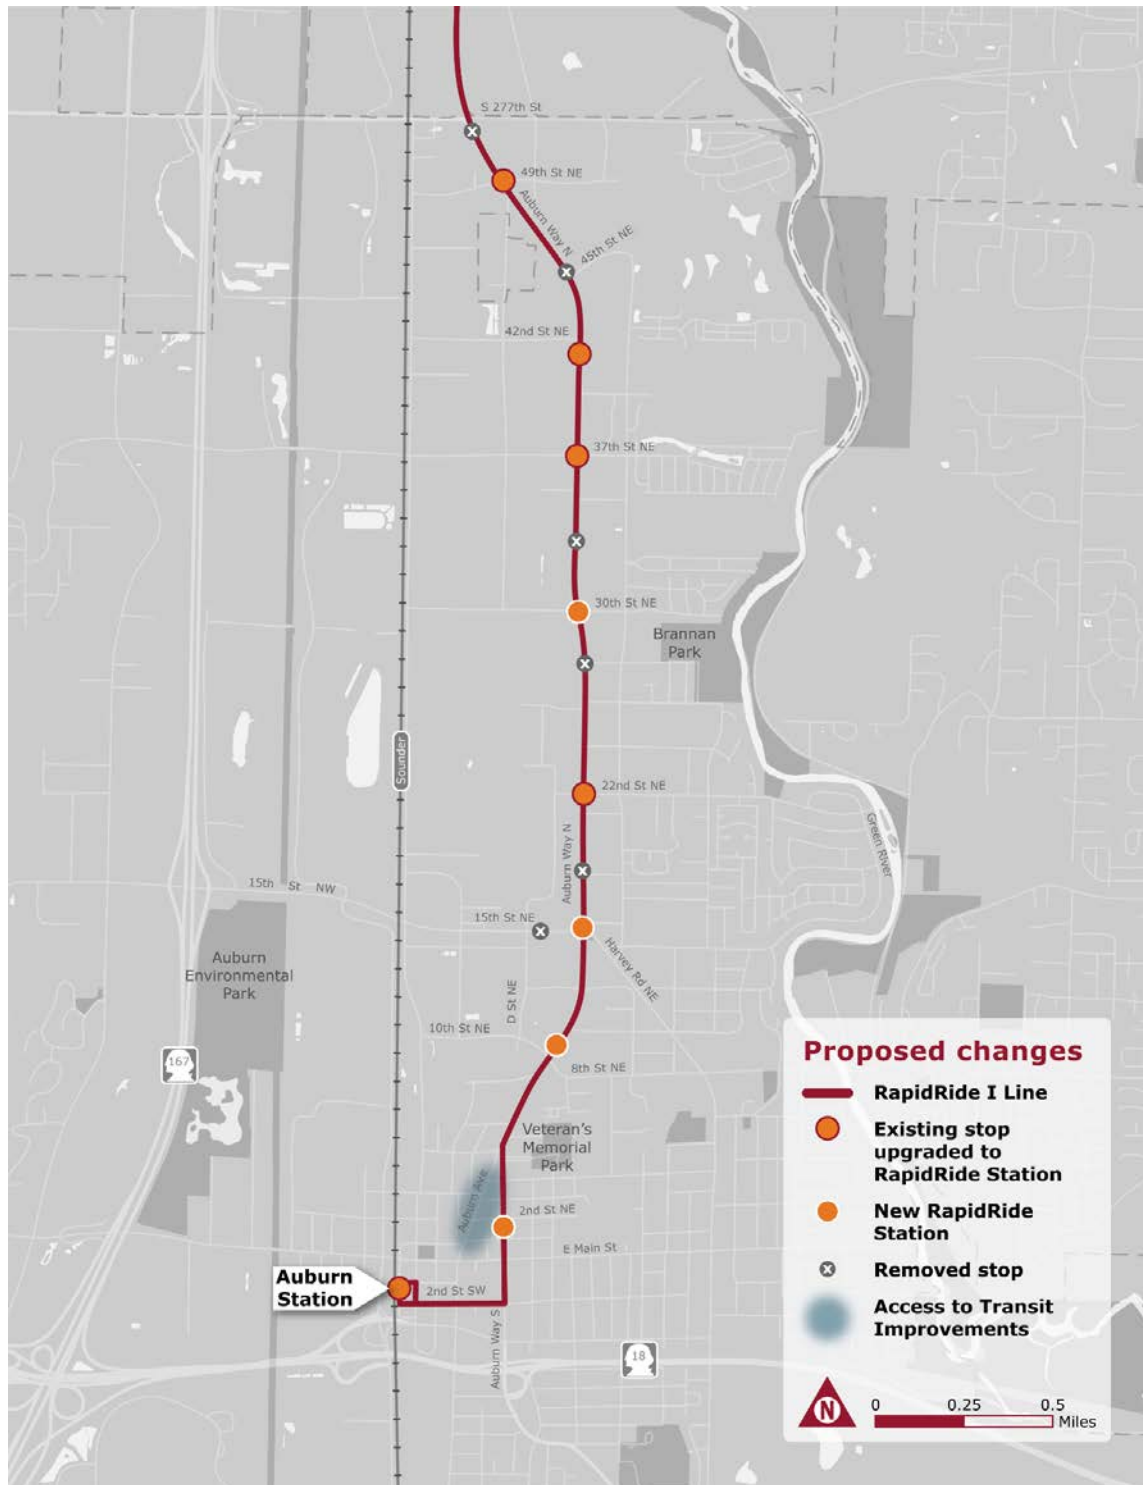 S 277th St
49th St NE
Auburn Way N
45th St NE
42nd St NE
37th St NE
30th St NE
Brannan
Park
Sounder
22nd St NE
Auburn Way N
Green River
15th St NW
15th St NE
Harvey Rd NE
Auburn
Environmental
Park
D St NE
10th St NE
8th St NE
167
Veteran's
Memorial
Park
Auburn Ave
2nd St NE
E Main St
Auburn
Station
2nd St SW
Auburn Way S
18
Proposed changes
RapidRide I Line
Existing stop
upgraded to
RapidRide Station
New RapidRide
Station
Removed stop
Access to Transit
Improvements
N
0 0.25 0.5
Miles